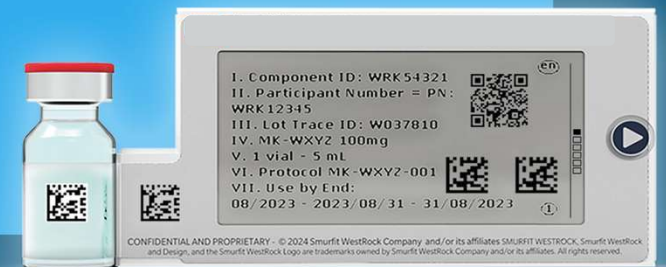 en
I. Component ID: WRK54321
II. Participant Number = PN:
WRK12345
III. Lot Trace ID: W037810
IV. MK-WXYZ 100mg
V. 1 vial - 5 mL
VI. Protocol MK-WXYZ-001
VII. Use by End:
08/2023 - 2023/08/31 - 31/08/2023
1
CONFIDENTIAL AND PROPRIETARY - © 2024 Smurfit WestRock Company and/or its affiliates SMURFIT WESTROCK, Smurfit WestRock
and Design, and the Smurfit WestRock Logo are trademarks owned by Smurfit WestRock Company and/or its affiliates. All rights reserved.